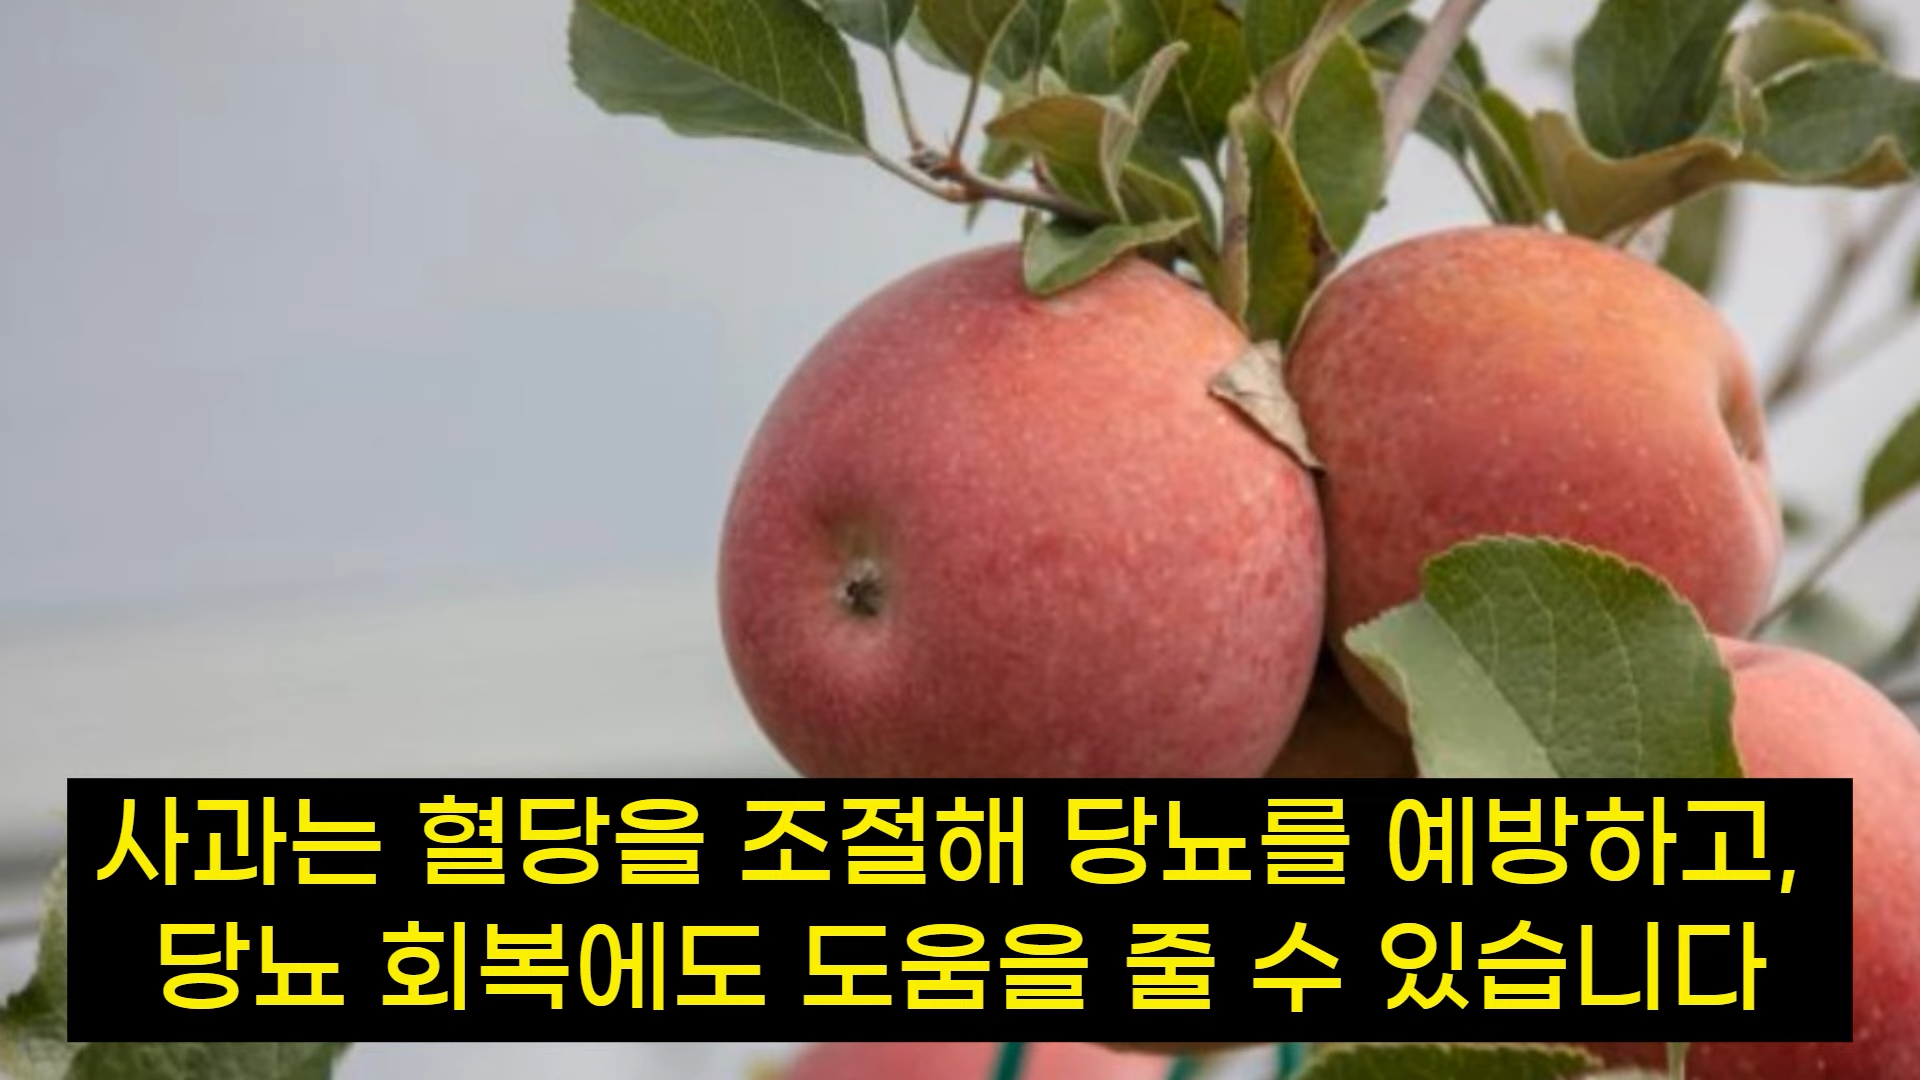 사과는 혈당을 조절해 당뇨를 예방하고,
당뇨 회복에도 도움을 줄 수 있습니다